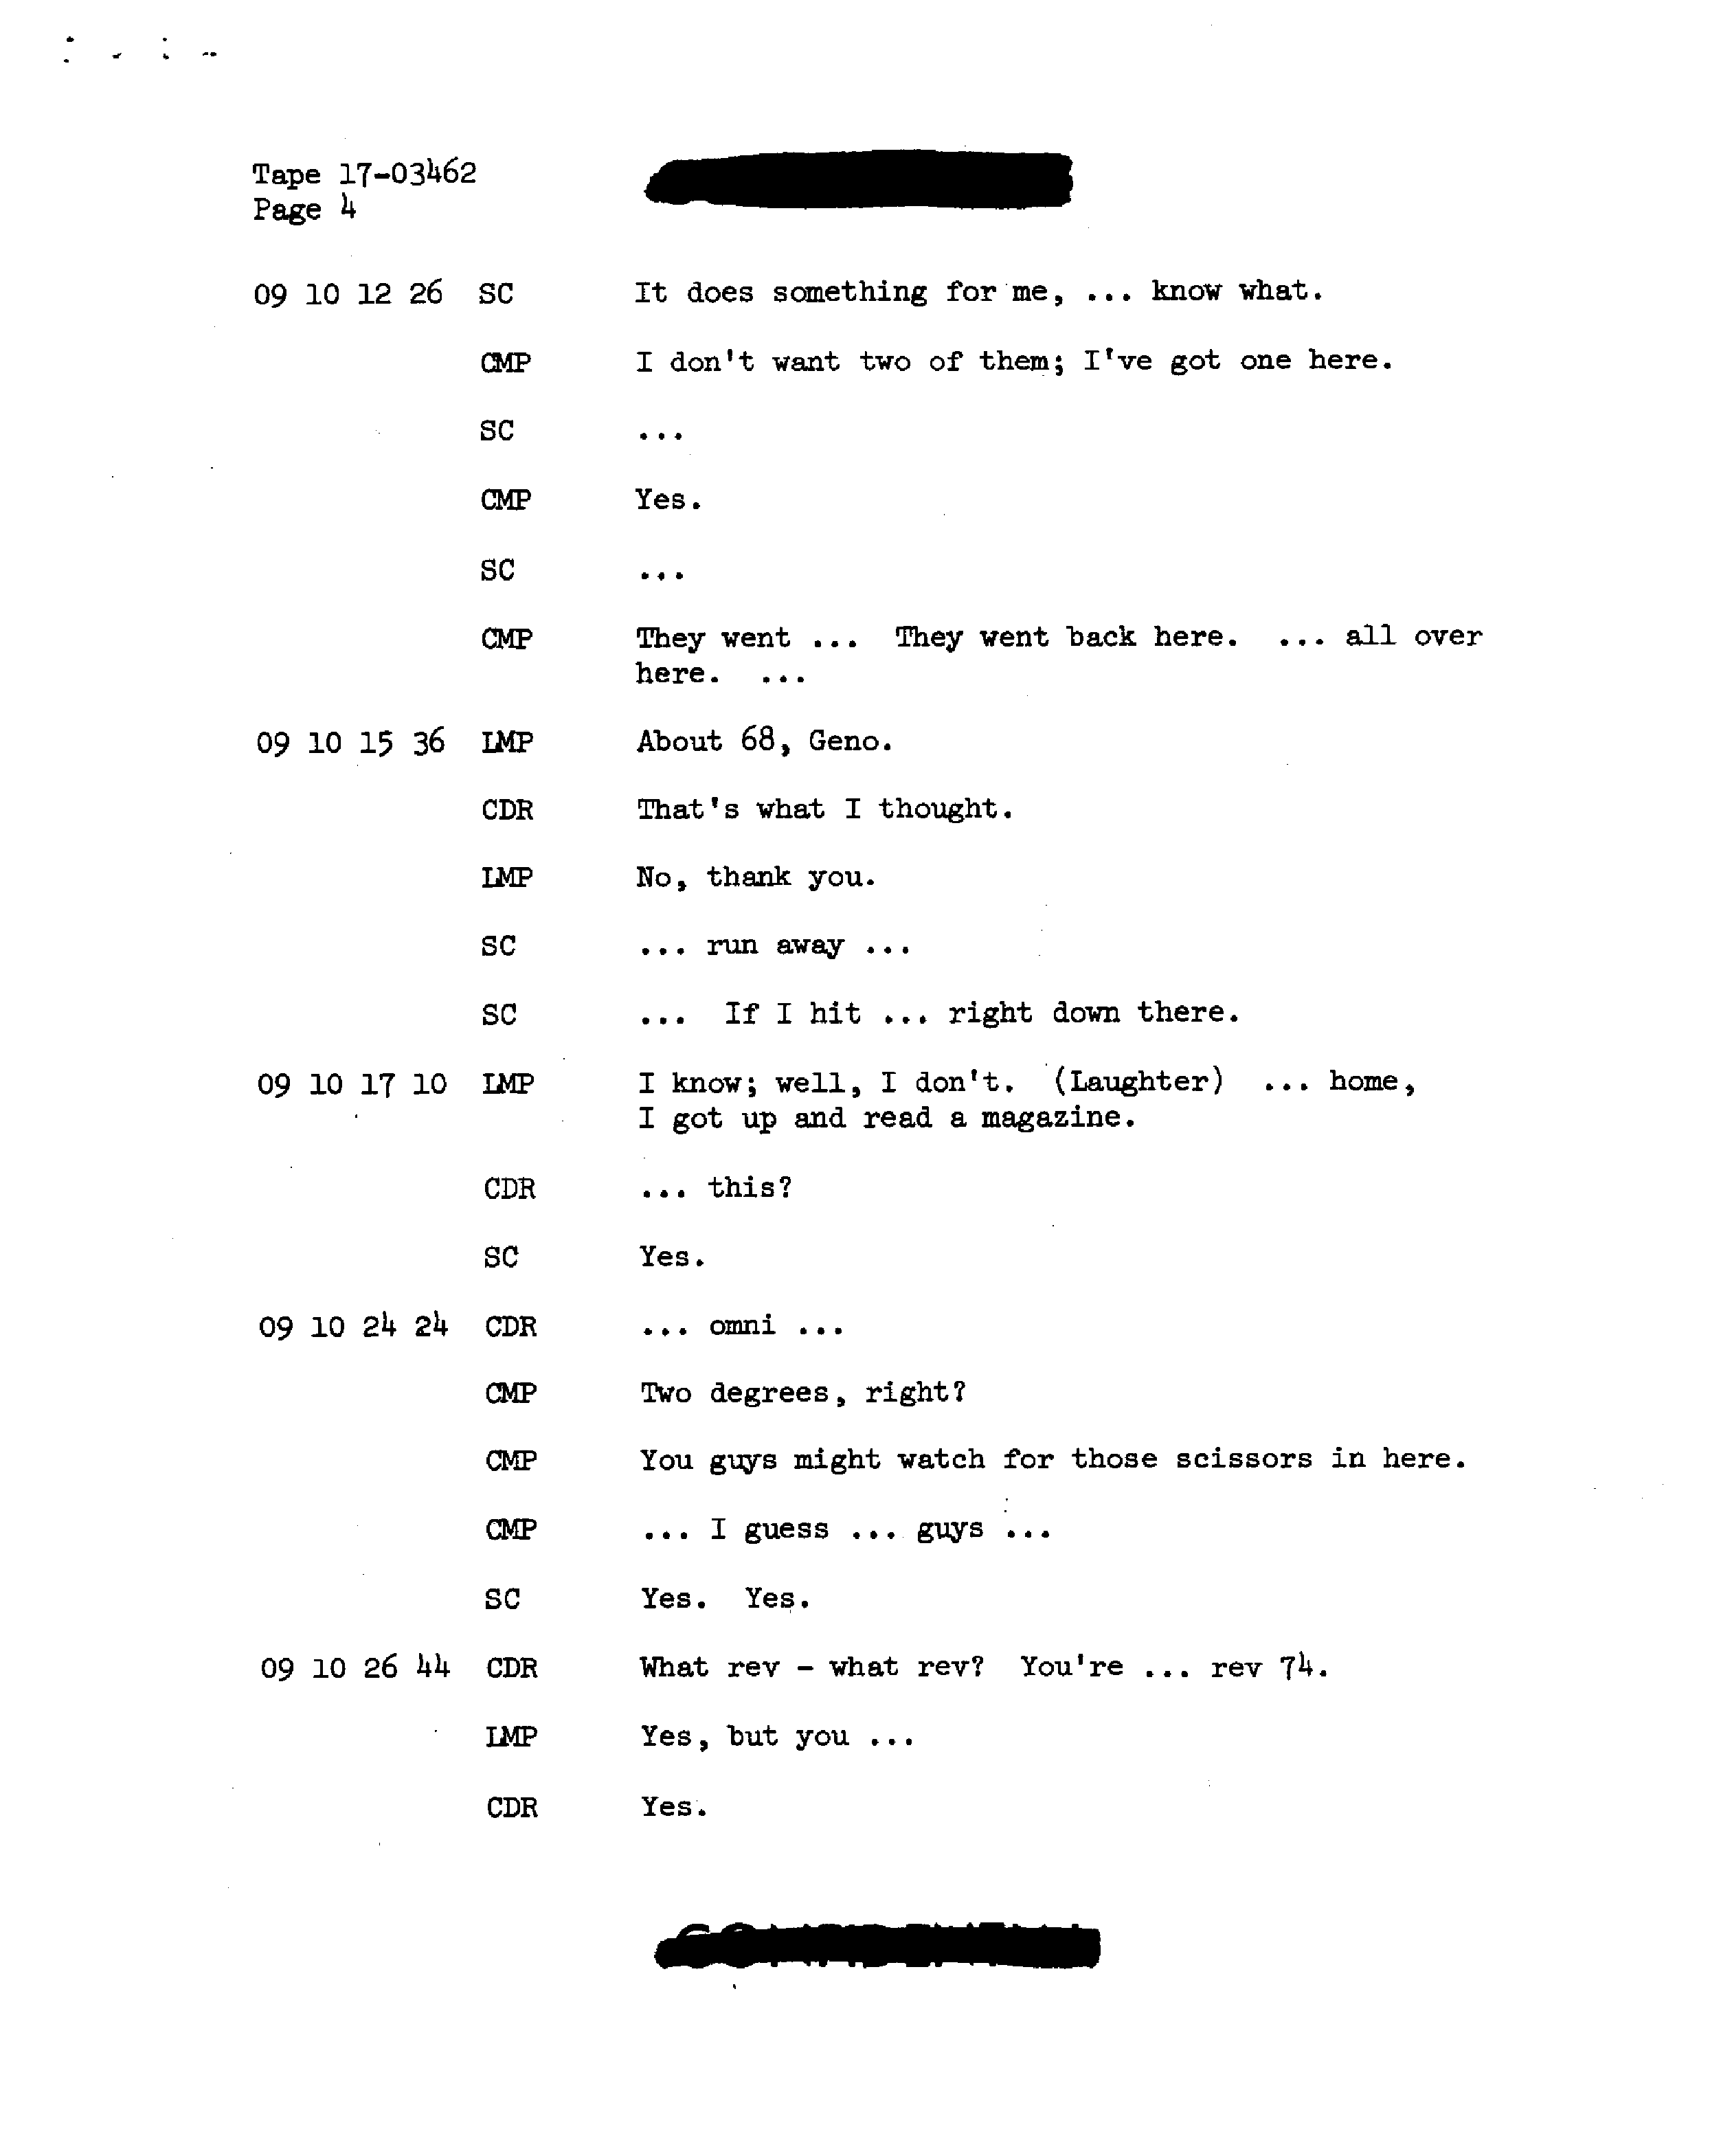 Tape 17-03462
Page 4
09 10 12 26 SC It does something for me, ... know what.
CMP I don't want two of them; I've got one here.
SC ...
CMP Yes.
SC ...
CMP They went ... They went back here. ... all over
here. ...
09 10 15 36 LMP About 68, Geno.
CDR That's what I thought.
LMP No, thank you.
SC ... run away ...
SC ... If I hit ... right down there.
09 10 17 10 LMP I know; well, I don't. (Laughter) ... home,
I got up and read a magazine.
CDR ... this?
SC Yes.
09 10 24 24 CDR ... omni ...
CMP Two degrees, right?
CMP You guys might watch for those scissors in here.
CMP ... I guess ... guys ...
SC Yes. Yes.
09 10 26 44 CDR What rev - what rev? You're ... rev 74.
LMP Yes, but you ...
CDR Yes.